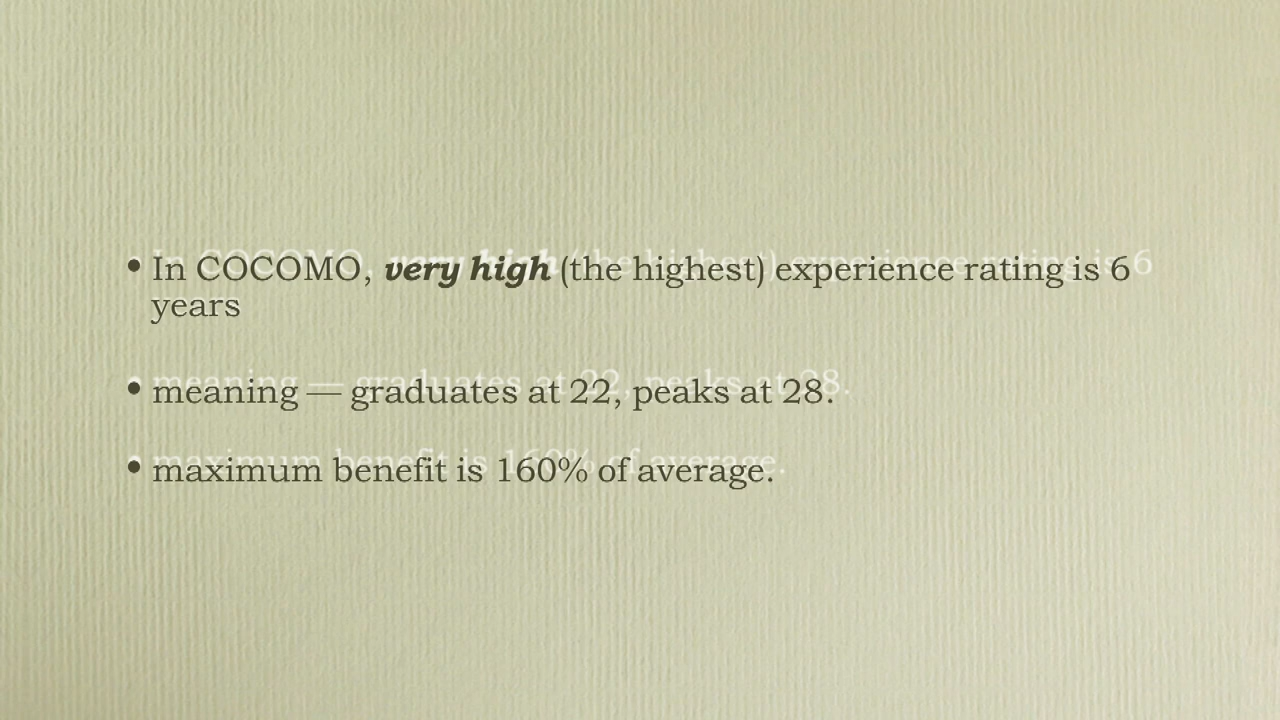 • In COCOMO, very high (the highest) experience rating is 6
years
• meaning — graduates at 22, peaks at 28.
• maximum benefit is 160% of average.